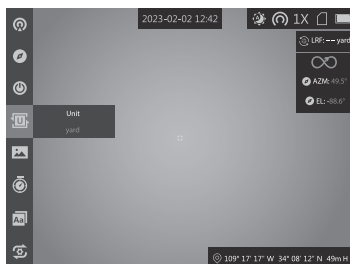 2023-02-02 12:42
1X
LRF: -- yard
AZM: 49.5°
EL: -88.6°
U
Unit
yard
Aa
109° 17' 17" W 34° 08' 12" N 49m H